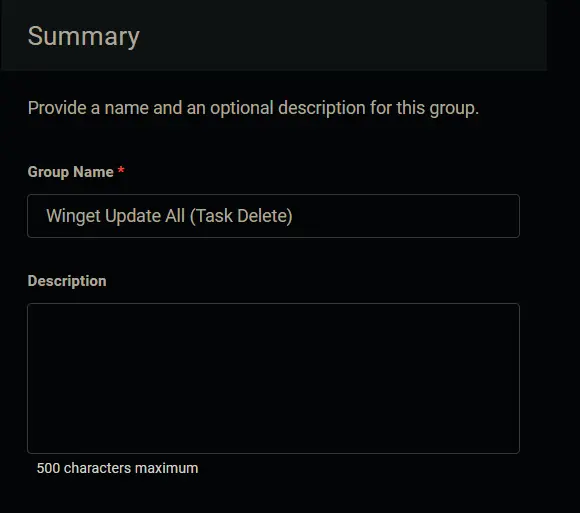 Summary
Provide a name and an optional description for this group.
Group Name *
Winget Update All (Task Delete)
Description
500 characters maximum